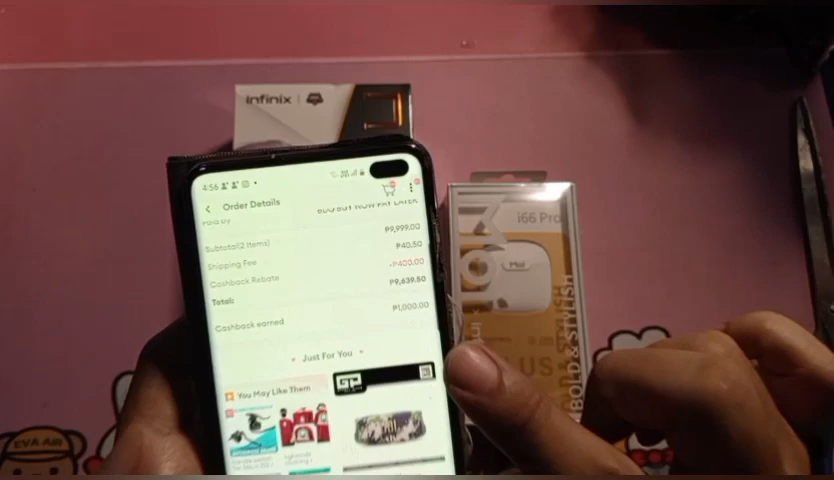 Infinix
4:56
Order Details
Paid by
BDO BUY NOW PAY LATER
Subtotal(2 Items)
₱9,999.00
Shipping Fee
₱40.50
Cashback Rebate
-₱400.00
Total:
₱9,639.50
Cashback earned
₱1,000.00
Just For You
You May Like Them
i66 Pro
BOLD & STYLISH
EVA AIR